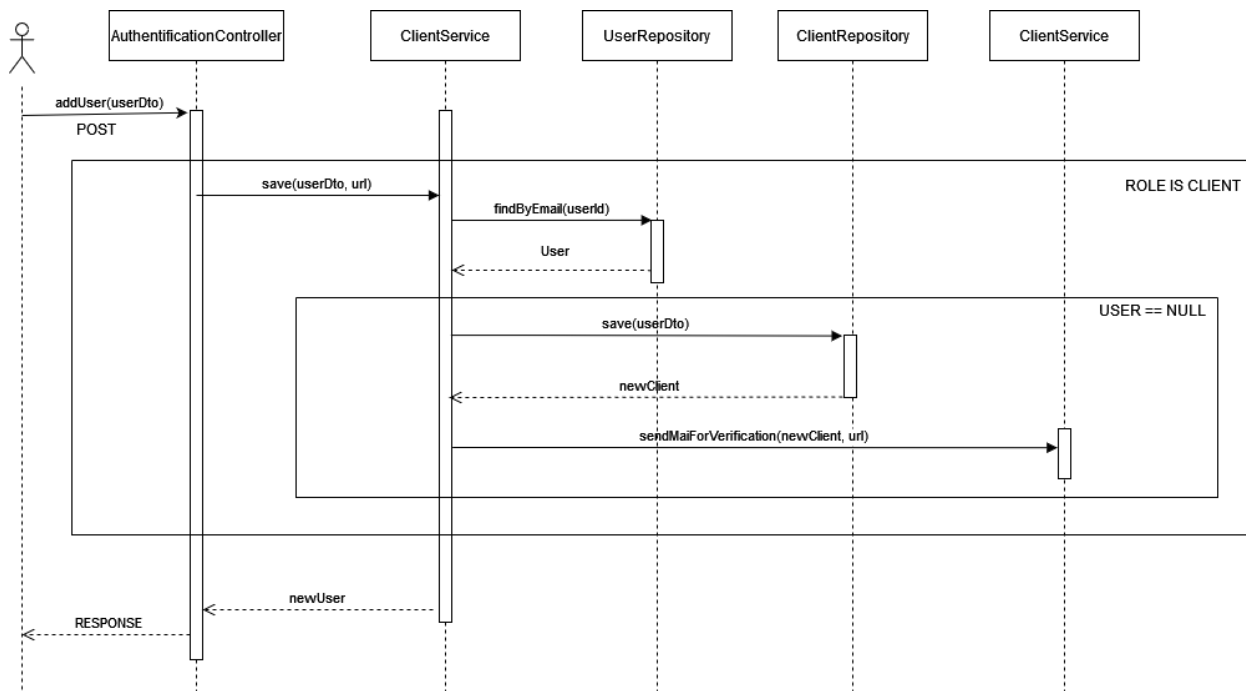 AuthentificationController
ClientService
UserRepository
ClientRepository
ClientService
addUser(userDto)
POST
ROLE IS CLIENT
save(userDto, url)
findByEmail(userId)
User
USER == NULL
save(userDto)
newClient
sendMaiForVerification(newClient, url)
newUser
RESPONSE